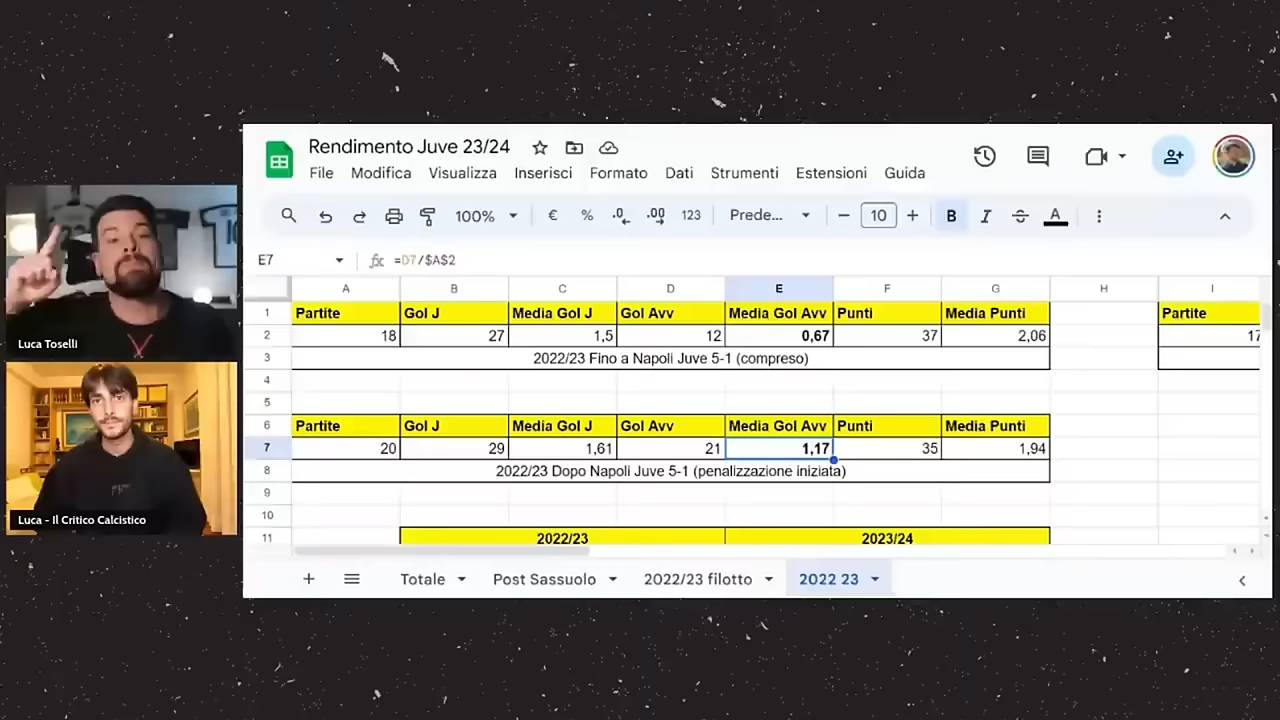 Rendimento Juve 23/24
File Modifica Visualizza Inserisci Formato Dati Strumenti Estensioni Guida
100% € % .0 .00 123 Prede... 10 B I S A
E7 fx =D7/$A$2
A B C D E F G H I
1 Partite Gol J Media Gol J Gol Avv Media Gol Avv Punti Media Punti Partite
2 18 27 1,5 12 0,67 37 2,06 17
3 2022/23 Fino a Napoli Juve 5-1 (compreso)
4
5
6 Partite Gol J Media Gol J Gol Avv Media Gol Avv Punti Media Punti
7 20 29 1,61 21 1,17 35 1,94
8 2022/23 Dopo Napoli Juve 5-1 (penalizzazione iniziata)
9
10
11 2022/23 2023/24
Totale Post Sassuolo 2022/23 filotto 2022 23
Luca Toselli
Luca - Il Critico Calcistico